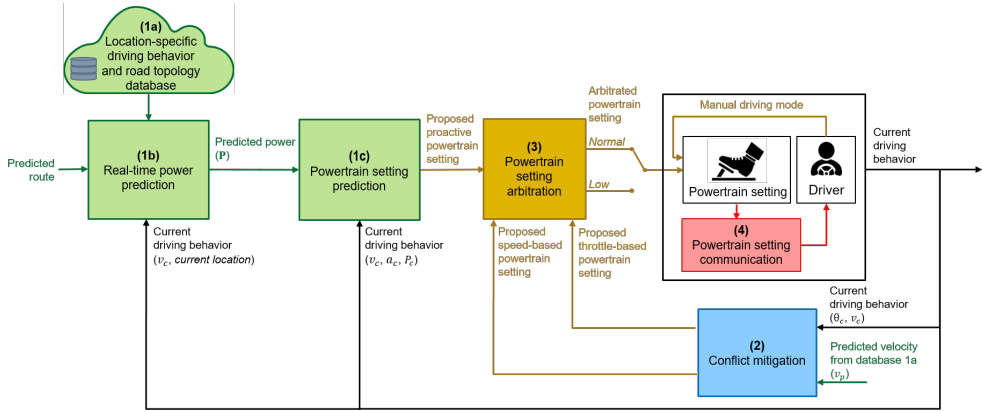 (1a)
Location-specific
driving behavior
and road topology
database
Predicted
route
(1b)
Real-time power
prediction
Predicted power
(P)
(1c)
Powertrain setting
prediction
Proposed
proactive
powertrain
setting
(3)
Powertrain
setting
arbitration
Arbitrated
powertrain
setting
Normal
Low
Manual driving mode
Powertrain setting
Driver
(4)
Powertrain setting
communication
Current
driving
behavior
Current
driving behavior
(v_c, current location)
Current
driving behavior
(v_c, a_c, P_c)
Proposed
speed-based
powertrain
setting
Proposed
throttle-based
powertrain
setting
(2)
Conflict mitigation
Current
driving behavior
(θ_c, v_c)
Predicted velocity
from database 1a
(v_p)